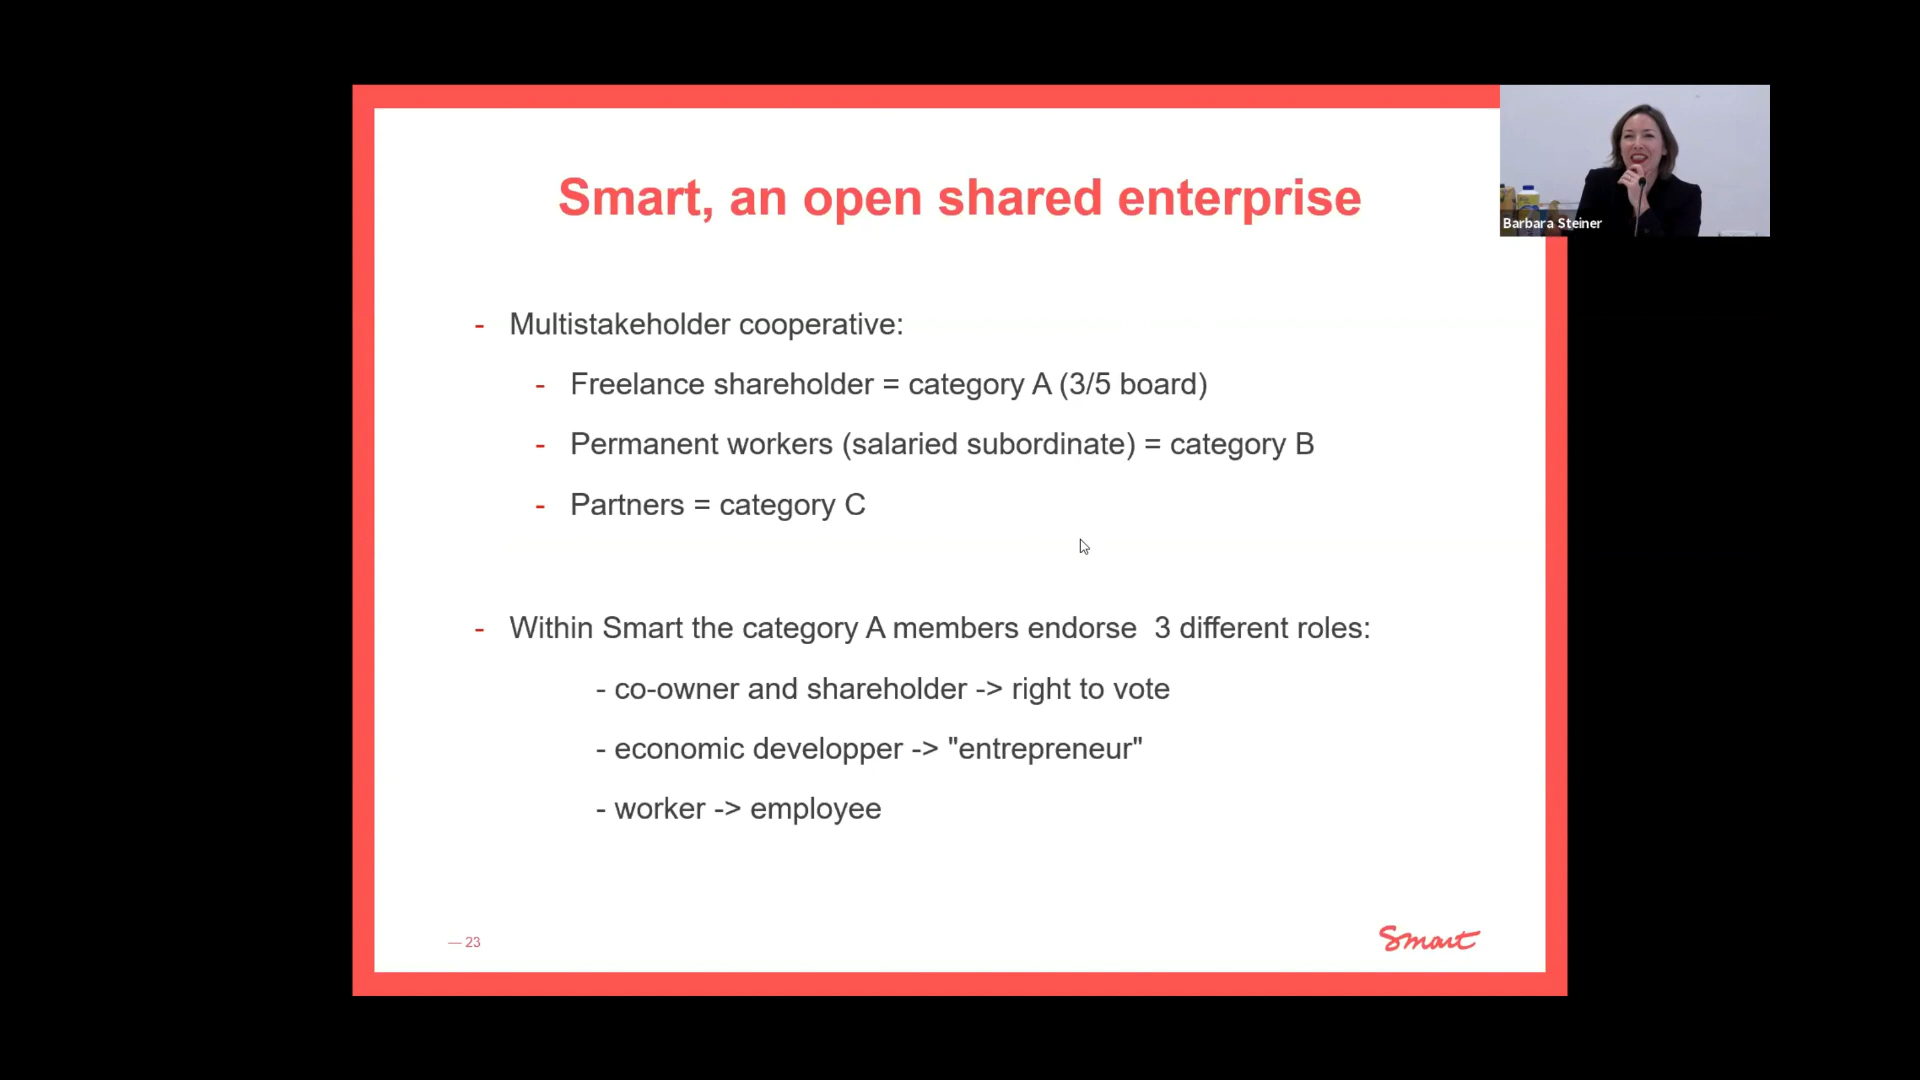 Smart, an open shared enterprise
Barbara Steiner
- Multistakeholder cooperative:
- Freelance shareholder = category A (3/5 board)
- Permanent workers (salaried subordinate) = category B
- Partners = category C
- Within Smart the category A members endorse  3 different roles:
- co-owner and shareholder -> right to vote
- economic developper -> "entrepreneur"
- worker -> employee
— 23
Smart